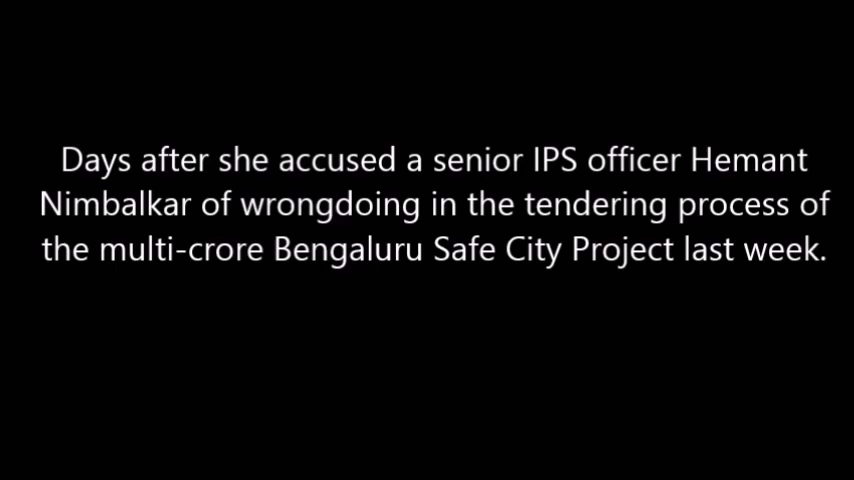 Days after she accused a senior IPS officer Hemant
Nimbalkar of wrongdoing in the tendering process of
the multi-crore Bengaluru Safe City Project last week.